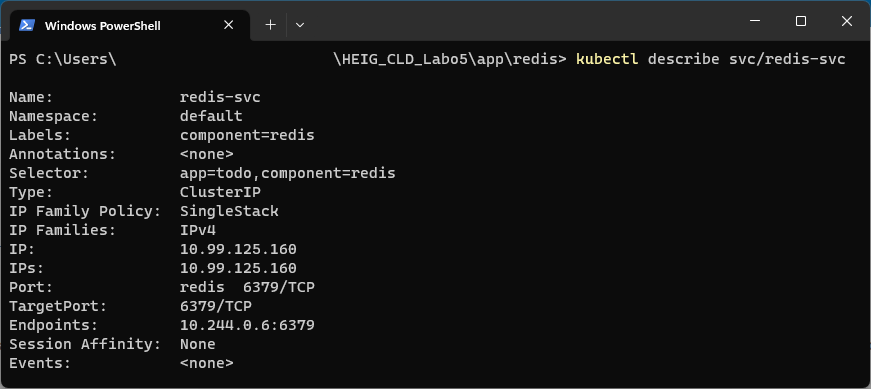 Windows PowerShell
PS C:\Users\ \HEIG_CLD_Labo5\app\redis> kubectl describe svc/redis-svc
Name: redis-svc
Namespace: default
Labels: component=redis
Annotations: <none>
Selector: app=todo,component=redis
Type: ClusterIP
IP Family Policy: SingleStack
IP Families: IPv4
IP: 10.99.125.160
IPs: 10.99.125.160
Port: redis 6379/TCP
TargetPort: 6379/TCP
Endpoints: 10.244.0.6:6379
Session Affinity: None
Events: <none>